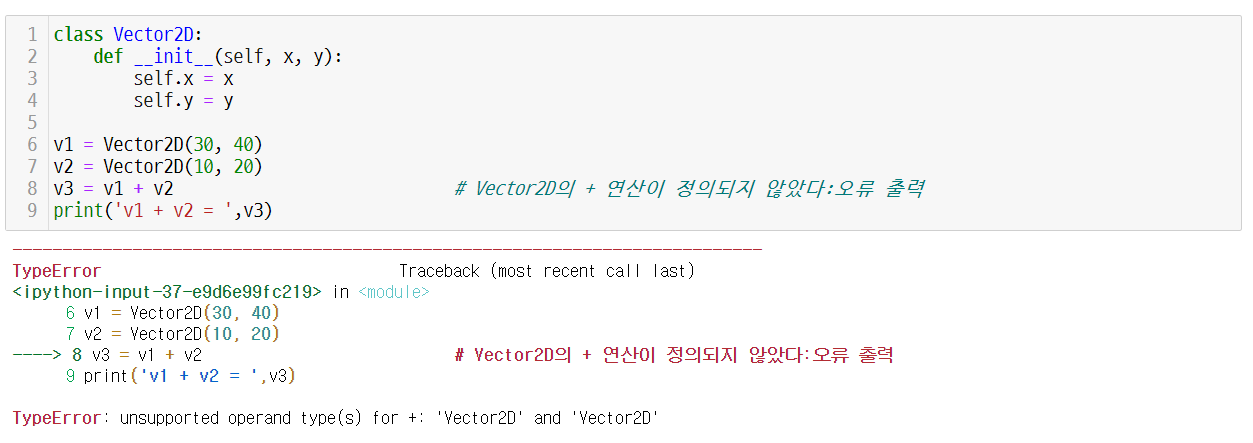 1 class Vector2D:
2     def __init__(self, x, y):
3         self.x = x
4         self.y = y
5
6 v1 = Vector2D(30, 40)
7 v2 = Vector2D(10, 20)
8 v3 = v1 + v2                            # Vector2D의 + 연산이 정의되지 않았다:오류 출력
9 print('v1 + v2 = ',v3)
---------------------------------------------------------------------------
TypeError                                 Traceback (most recent call last)
<ipython-input-37-e9d6e99fc219> in <module>
      6 v1 = Vector2D(30, 40)
      7 v2 = Vector2D(10, 20)
----> 8 v3 = v1 + v2                            # Vector2D의 + 연산이 정의되지 않았다:오류 출력
      9 print('v1 + v2 = ',v3)

TypeError: unsupported operand type(s) for +: 'Vector2D' and 'Vector2D'